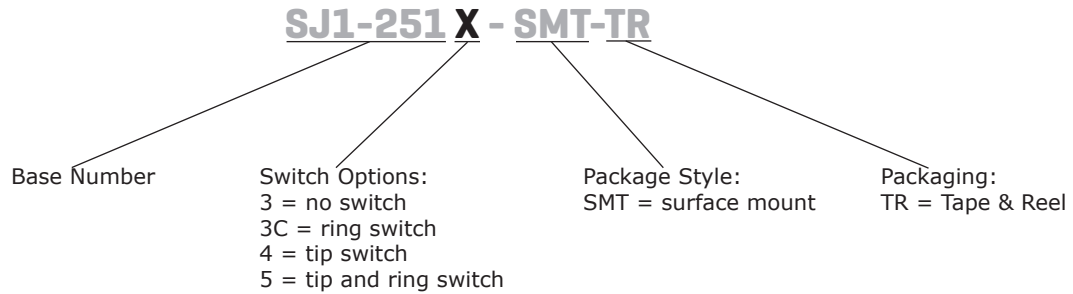 SJ1-251 X - SMT-TR
Base Number
Switch Options:
3 = no switch
3C = ring switch
4 = tip switch
5 = tip and ring switch
Package Style:
SMT = surface mount
Packaging:
TR = Tape & Reel